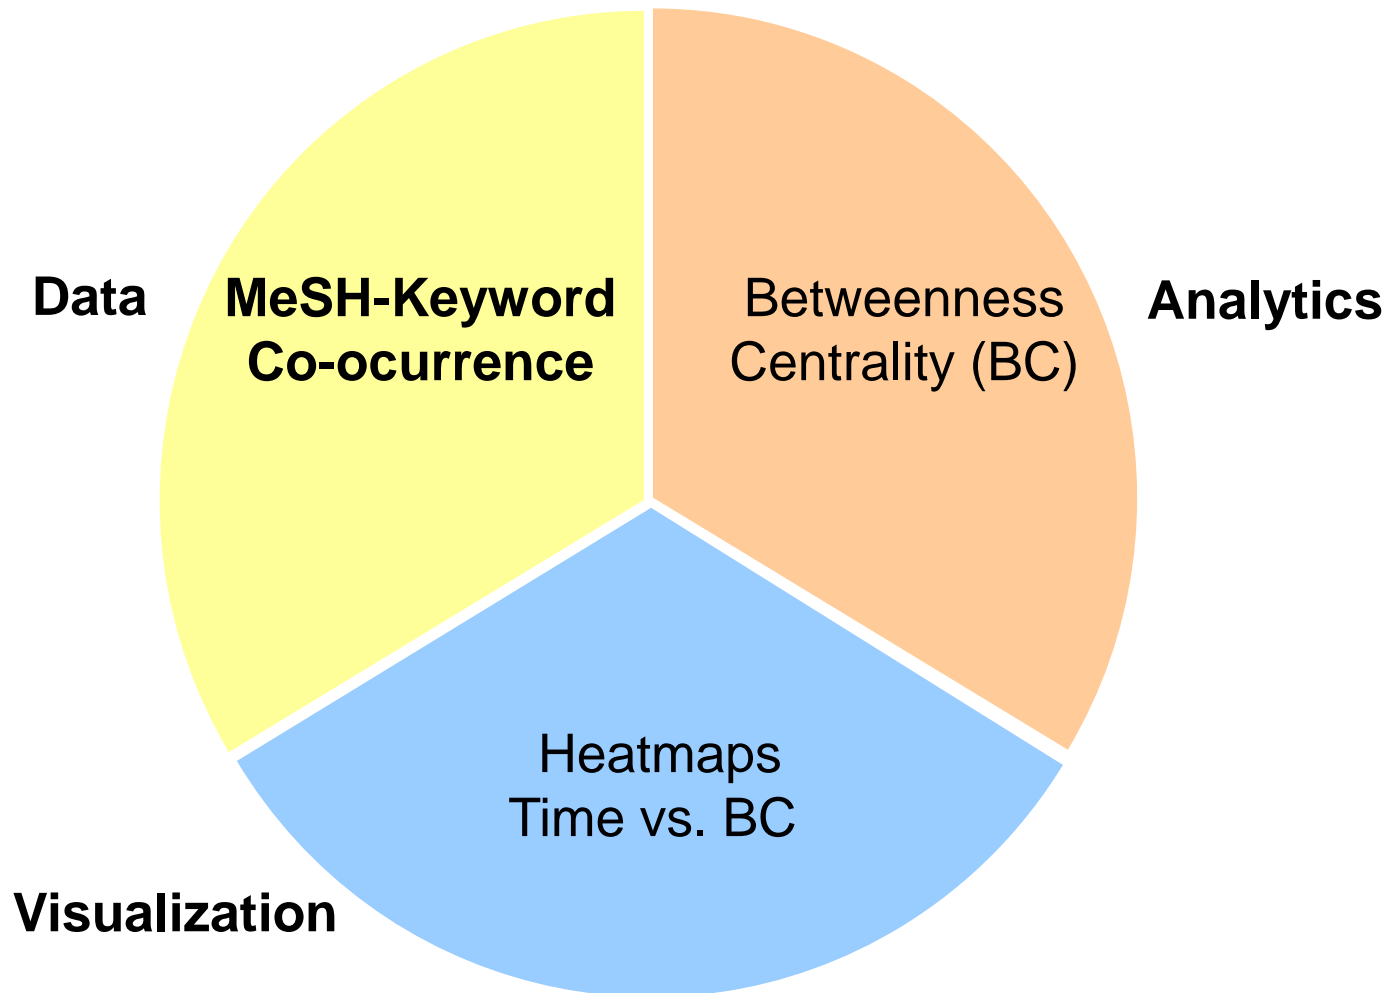 Data
MeSH-Keyword
Co-ocurrence
Betweenness
Centrality (BC)
Analytics
Heatmaps
Time vs. BC
Visualization